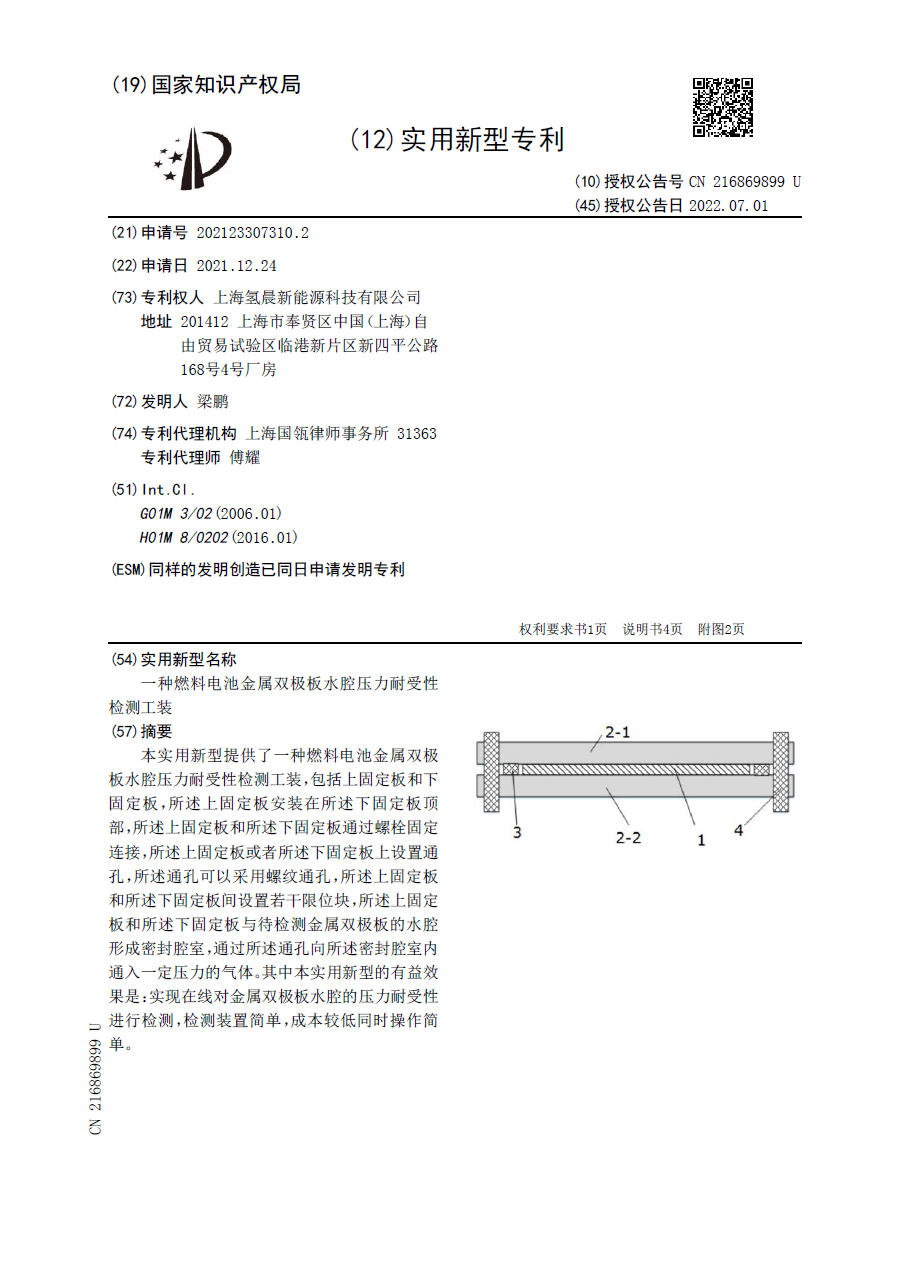 (19)国家知识产权局
(12)实用新型专利
(10)授权公告号 CN 216869899 U
(45)授权公告日 2022.07.01
(21)申请号 202123307310.2
(22)申请日 2021.12.24
(73)专利权人 上海氢晨新能源科技有限公司
地址 201412 上海市奉贤区中国(上海)自
由贸易试验区临港新片区新四平公路
168号4号厂房
(72)发明人 梁鹏
(74)专利代理机构 上海国瓴律师事务所 31363
专利代理师 傅耀
(51)Int.Cl.
G01M 3/02(2006.01)
H01M 8/0202(2016.01)
(ESM)同样的发明创造已同日申请发明专利
权利要求书1页 说明书4页 附图2页
(54)实用新型名称
一种燃料电池金属双极板水腔压力耐受性
检测工装
(57)摘要
本实用新型提供了一种燃料电池金属双极
板水腔压力耐受性检测工装,包括上固定板和下
固定板,所述上固定板安装在所述下固定板顶
部,所述上固定板和所述下固定板通过螺栓固定
连接,所述上固定板或者所述下固定板上设置通
孔,所述通孔可以采用螺纹通孔,所述上固定板
和所述下固定板间设置若干限位块,所述上固定
板和所述下固定板与待检测金属双极板的水腔
形成密封腔室,通过所述通孔向所述密封腔室内
通入一定压力的气体。其中本实用新型的有益效
果是:实现在线对金属双极板水腔的压力耐受性
进行检测,检测装置简单,成本较低同时操作简
单。
2-1
3
2-2
1
4
CN 216869899 U